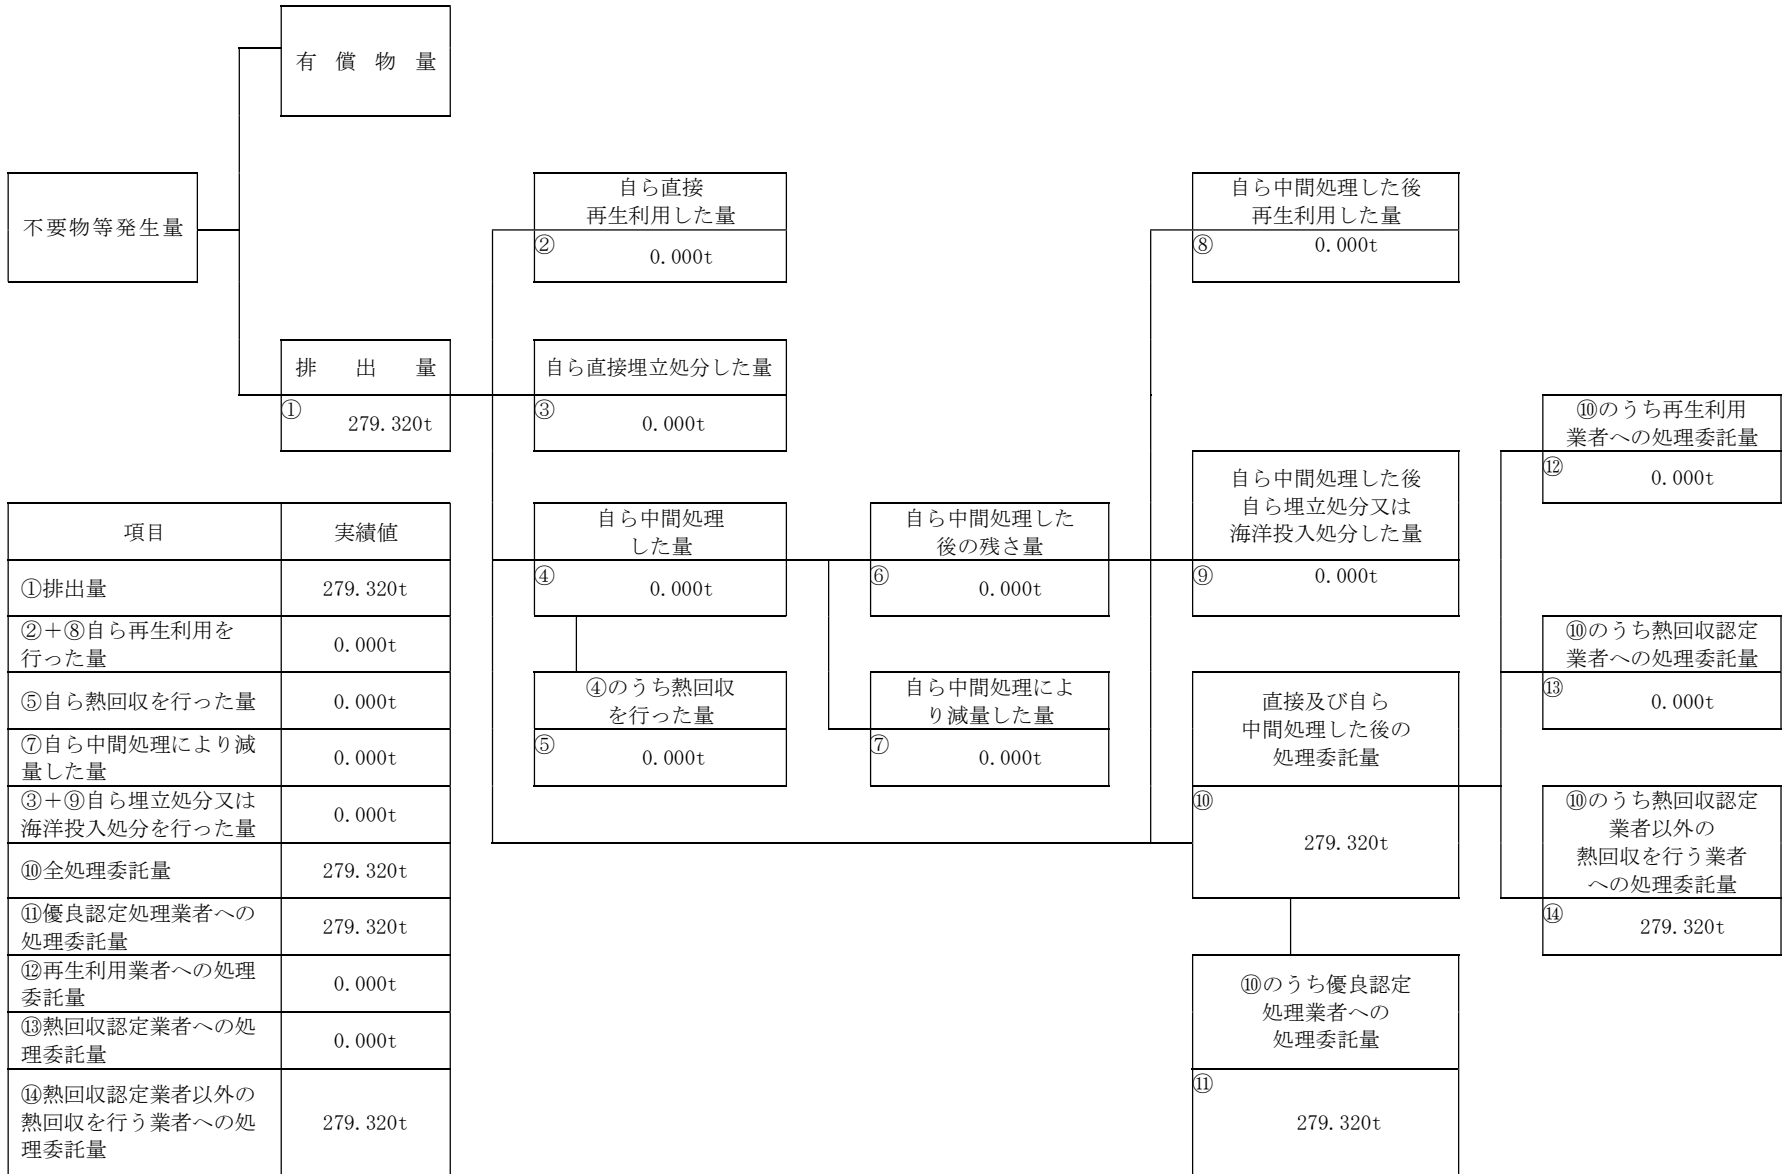 有 償 物 量
不要物等発生量
自ら直接
再生利用した量
②
0.000t
自ら中間処理した後
再生利用した量
⑧
0.000t
排 出 量
①
279.320t
自ら直接埋立処分した量
③
0.000t
⑩のうち再生利用
業者への処理委託量
⑫
0.000t
自ら中間処理
した量
④
0.000t
自ら中間処理した
後の残さ量
⑥
0.000t
自ら中間処理した後
自ら埋立処分又は
海洋投入処分した量
⑨
0.000t
⑩のうち熱回収認定
業者への処理委託量
⑬
0.000t
④のうち熱回収
を行った量
⑤
0.000t
自ら中間処理によ
り減量した量
⑦
0.000t
直接及び自ら
中間処理した後の
処理委託量
⑩
279.320t
⑩のうち熱回収認定
業者以外の
熱回収を行う業者
への処理委託量
⑭
279.320t
⑩のうち優良認定
処理業者への
処理委託量
⑪
279.320t
項目 実績値
①排出量 279.320t
②+⑧自ら再生利用を
行った量
0.000t
⑤自ら熱回収を行った量 0.000t
⑦自ら中間処理により減
量した量
0.000t
③+⑨自ら埋立処分又は
海洋投入処分を行った量
0.000t
⑩全処理委託量 279.320t
⑪優良認定処理業者への
処理委託量
279.320t
⑫再生利用業者への処理
委託量
0.000t
⑬熱回収認定業者への処
理委託量
0.000t
⑭熱回収認定業者以外の
熱回収を行う業者への処
理委託量
279.320t